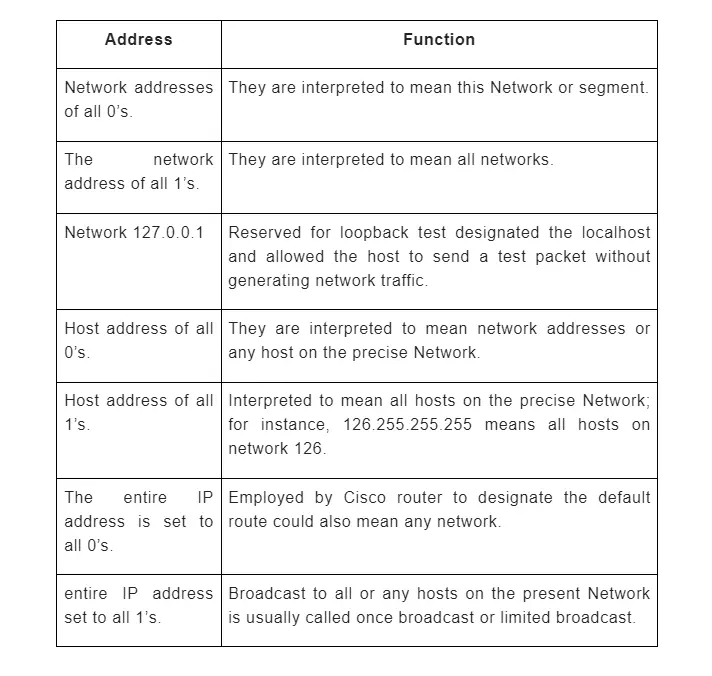 Address
Function
Network addresses
of all 0's.
They are interpreted to mean this Network or segment.
The network
address of all 1's.
They are interpreted to mean all networks.
Network 127.0.0.1
Reserved for loopback test designated the localhost
and allowed the host to send a test packet without
generating network traffic.
Host address of all
0's.
They are interpreted to mean network addresses or
any host on the precise Network.
Host address of all
1's.
Interpreted to mean all hosts on the precise Network;
for instance, 126.255.255.255 means all hosts on
network 126.
The entire IP
address is set to
all 0's.
Employed by Cisco router to designate the default
route could also mean any network.
entire IP address
set to all 1's.
Broadcast to all or any hosts on the present Network
is usually called once broadcast or limited broadcast.